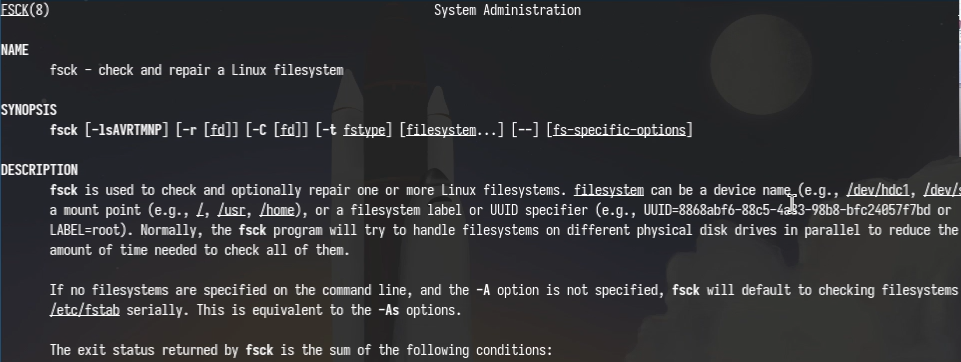 FSCK(8) System Administration
NAME
fsck - check and repair a Linux filesystem
SYNOPSIS
fsck [-lsAVRTMNP] [-r [fd]] [-C [fd]] [-t fstype] [filesystem...] [--] [fs-specific-options]
DESCRIPTION
fsck is used to check and optionally repair one or more Linux filesystems. filesystem can be a device name (e.g., /dev/hdc1, /dev/s
a mount point (e.g., /, /usr, /home), or a filesystem label or UUID specifier (e.g., UUID=8868abf6-88c5-4a83-98b8-bfc24057f7bd or
LABEL=root). Normally, the fsck program will try to handle filesystems on different physical disk drives in parallel to reduce the
amount of time needed to check all of them.
If no filesystems are specified on the command line, and the -A option is not specified, fsck will default to checking filesystems
/etc/fstab serially. This is equivalent to the -As options.
The exit status returned by fsck is the sum of the following conditions: